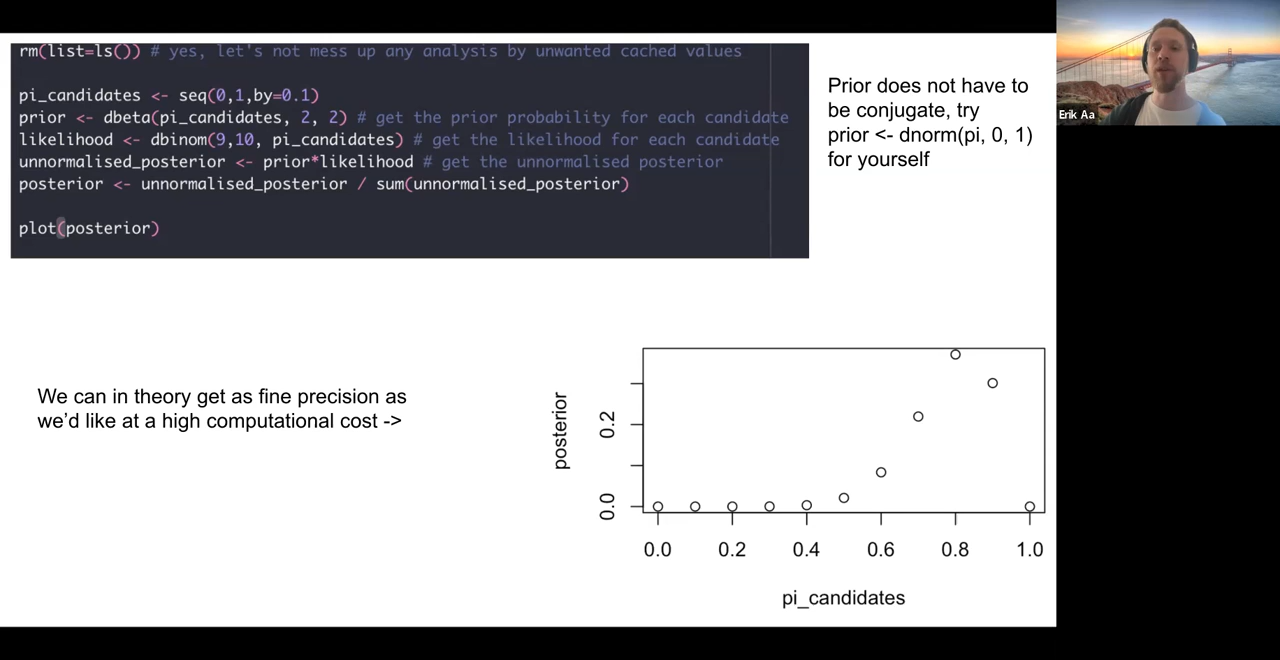 rm(list=ls()) # yes, let's not mess up any analysis by unwanted cached values
pi_candidates <- seq(0,1,by=0.1)
prior <- dbeta(pi_candidates, 2, 2) # get the prior probability for each candidate
likelihood <- dbinom(9,10, pi_candidates) # get the likelihood for each candidate
unnormalised_posterior <- prior*likelihood # get the unnormalised posterior
posterior <- unnormalised_posterior / sum(unnormalised_posterior)
plot(posterior)
Prior does not have to
be conjugate, try
prior <- dnorm(pi, 0, 1)
for yourself
Erik Aa
We can in theory get as fine precision as
we'd like at a high computational cost ->
posterior
0.2
0.0
0.0 0.2 0.4 0.6 0.8 1.0
pi_candidates